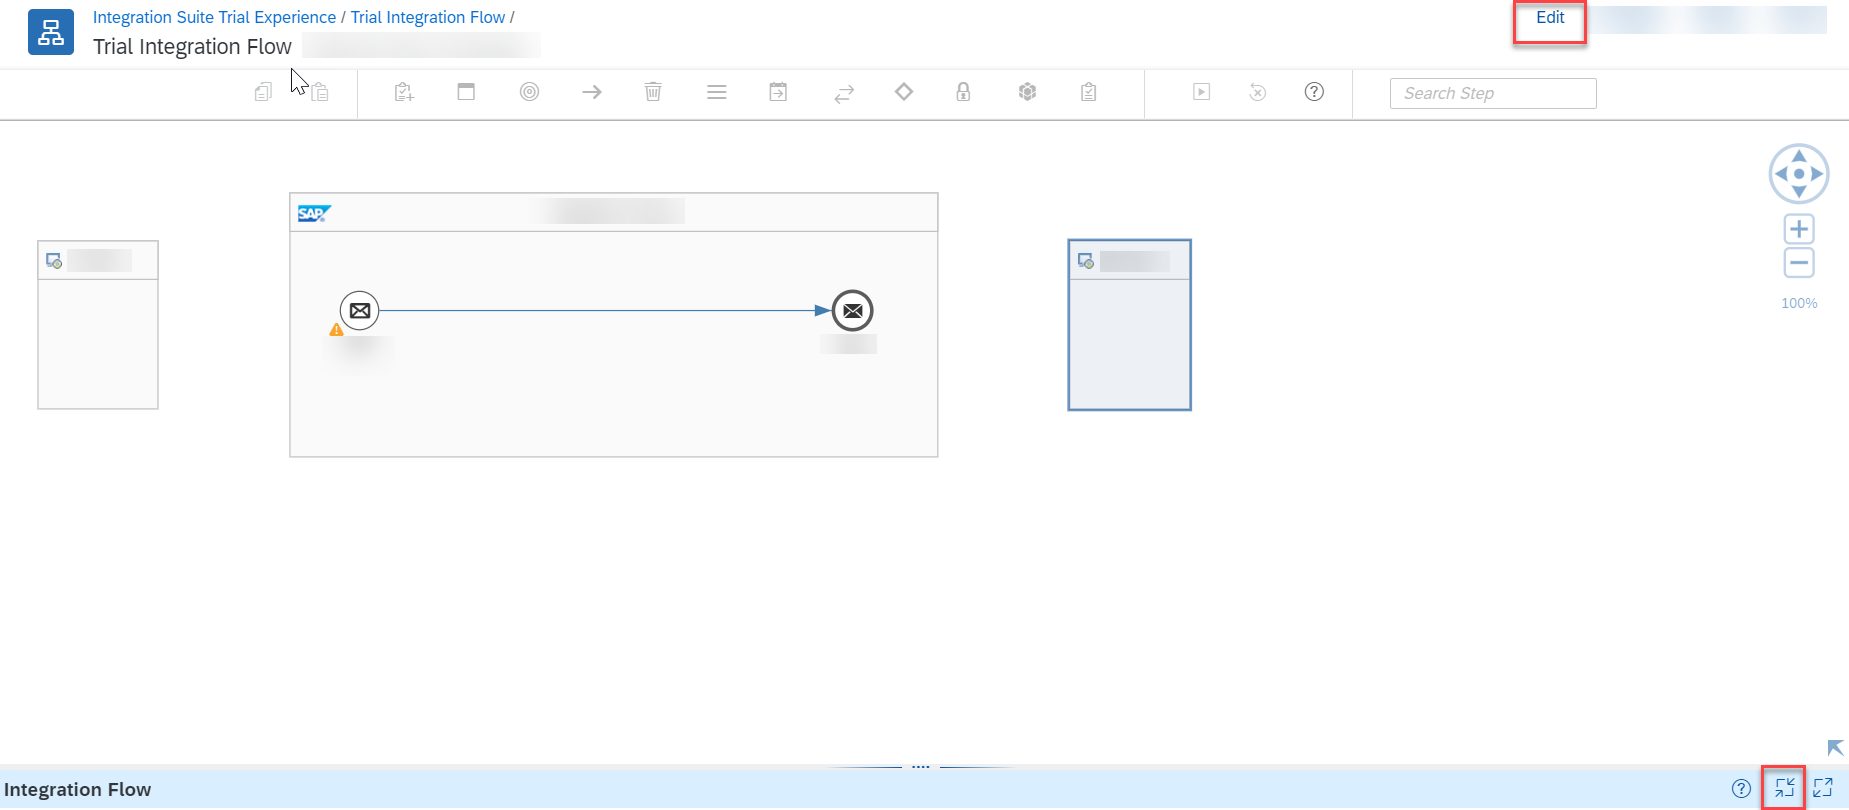 Integration Suite Trial Experience / Trial Integration Flow /
Edit
Trial Integration Flow
Search Step
SAP
100%
Integration Flow